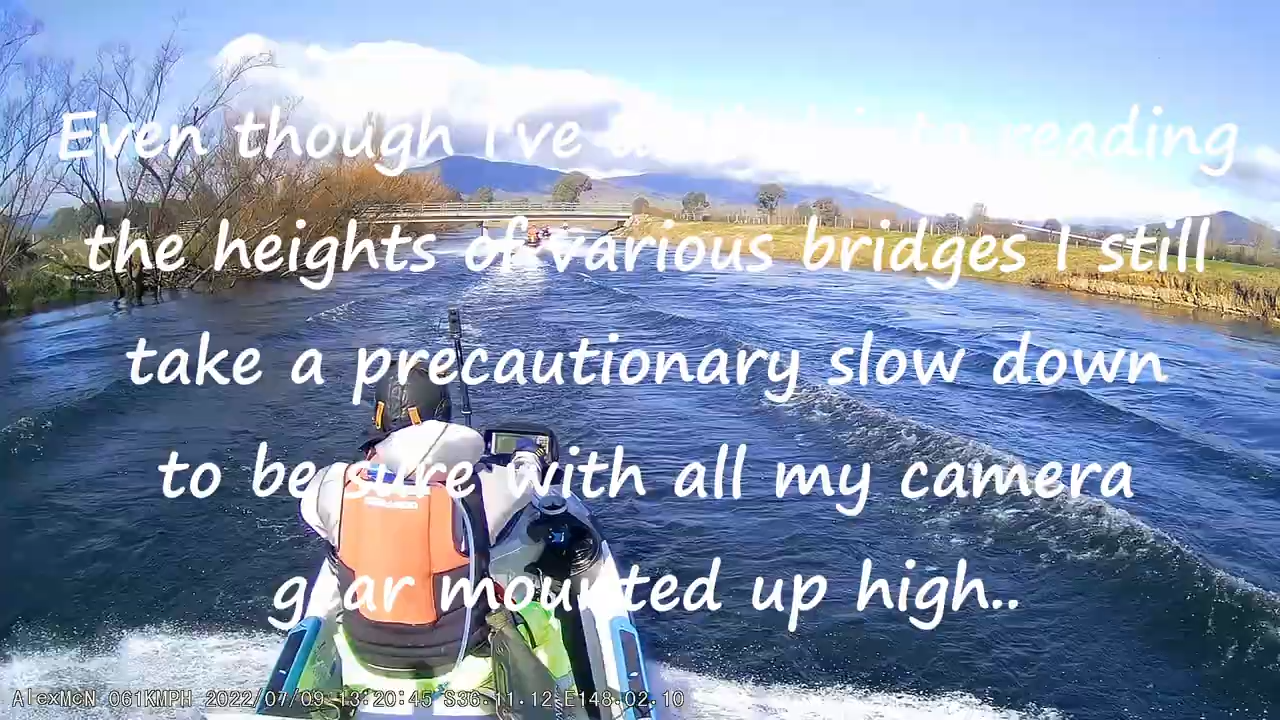 Even though I've reading
the heights of various bridges I still
take a precautionary slow down
to be sure with all my camera
gear mounted up high..
AlexMcN 061KMPH 2022/07/09 13:20:45 S36.11.12 E148.02.10